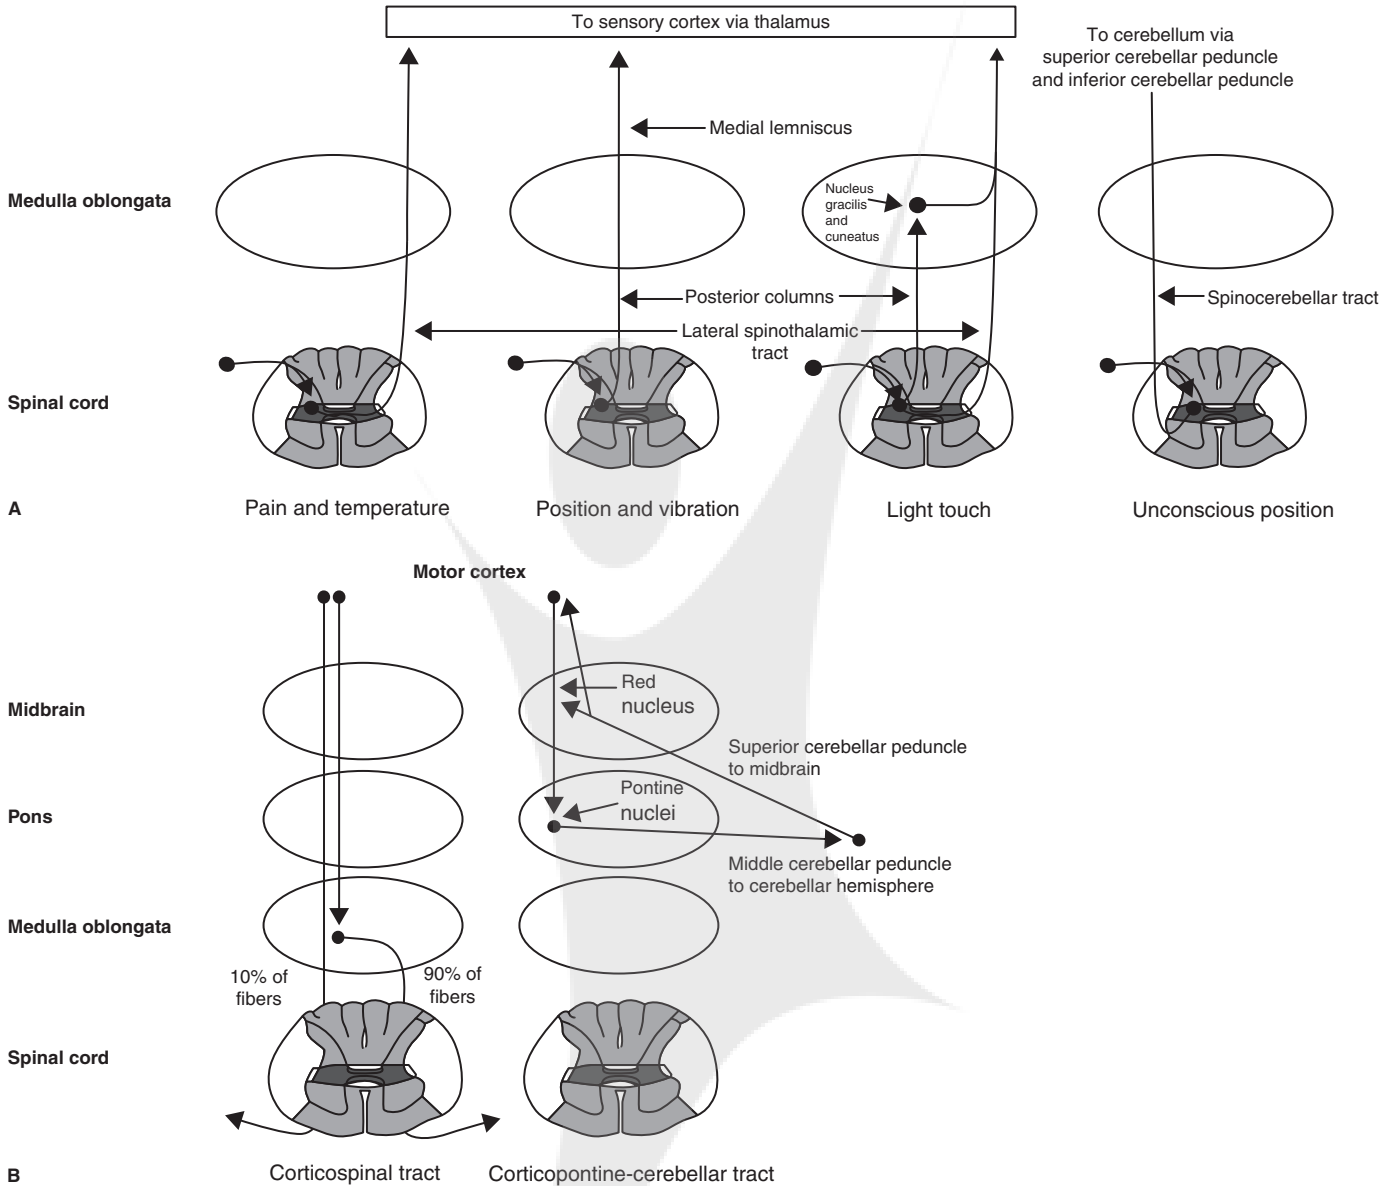 To sensory cortex via thalamus
To cerebellum via
superior cerebellar peduncle
and inferior cerebellar peduncle
Medial lemniscus
Medulla oblongata
Nucleus
gracilis
and
cuneatus
Posterior columns
Spinocerebellar tract
Lateral spinothalamic
tract
Spinal cord
A
Pain and temperature
Position and vibration
Light touch
Unconscious position
Motor cortex
Midbrain
Red
nucleus
Superior cerebellar peduncle
to midbrain
Pons
Pontine
nuclei
Middle cerebellar peduncle
to cerebellar hemisphere
Medulla oblongata
10% of
fibers
90% of
fibers
Spinal cord
B
Corticospinal tract
Corticopontine-cerebellar tract